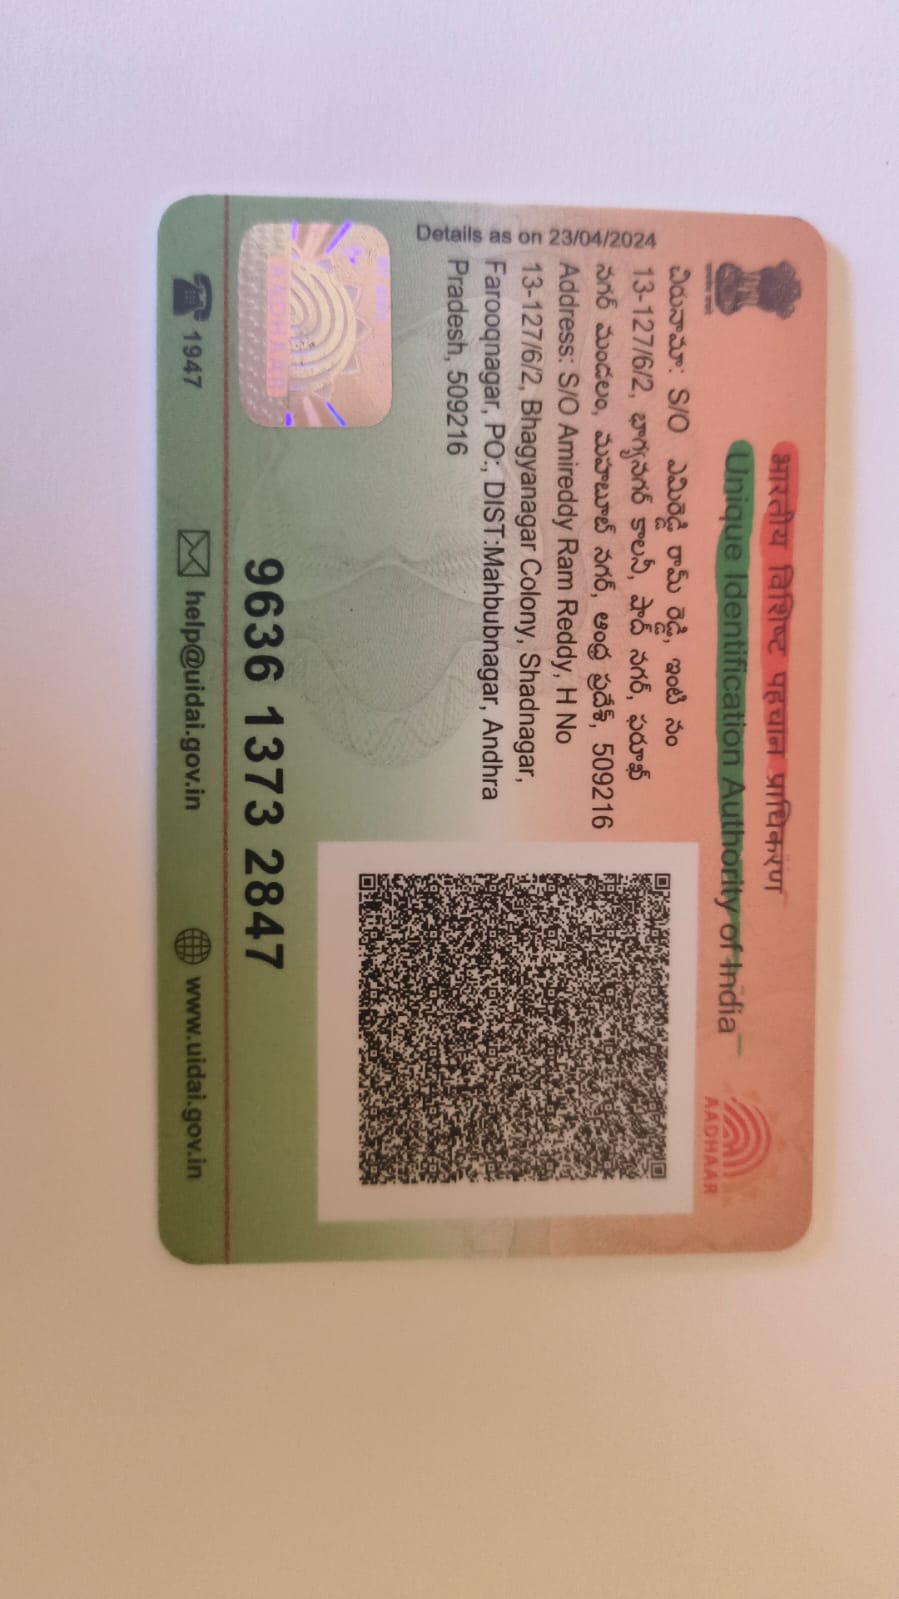 भारतीय विशिष्ट पहचान प्राधिकरण
Unique Identification Authority of India
AADHAAR
Details as on 23/04/2024
చిరునామా: S/O ఎమిరెడ్డి రామ్ రెడ్డి, ఇంటి నం
13-127/6/2, భాగ్యనగర్ కాలనీ, షాద్ నగర్, ఫరూఖ్
నగర్ మండలం, మహబూబ్ నగర్, ఆంధ్ర ప్రదేశ్, 509216
Address: S/O Amireddy Ram Reddy, H No
13-127/6/2, Bhagyanagar Colony, Shadnagar,
Farooqnagar, PO:, DIST:Mahbubnagar, Andhra
Pradesh, 509216
AADHAAR
9636 1373 2847
1947
help@uidai.gov.in
www.uidai.gov.in